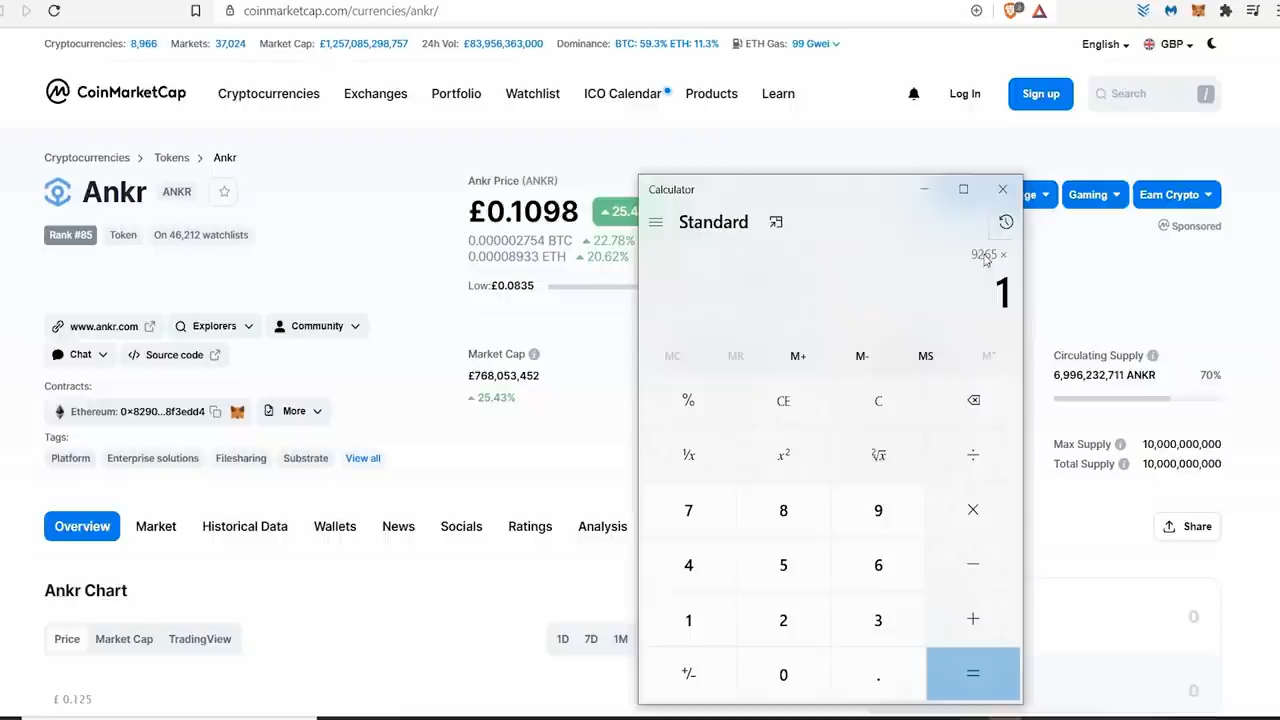 coinmarketcap.com/currencies/ankr/
Cryptocurrencies: 8,966 Markets: 37,024 Market Cap: £1,257,085,298,757 24h Vol: £83,956,363,000 Dominance: BTC: 59.3% ETH: 11.3% ETH Gas: 99 Gwei English GBP
CoinMarketCap Cryptocurrencies Exchanges Portfolio Watchlist ICO Calendar Products Learn Log In Sign up Search /
Cryptocurrencies > Tokens > Ankr
Ankr ANKR
Rank #85 Token On 46,212 watchlists
www.ankr.com Explorers Community
Chat Source code
Contracts:
Ethereum: 0x8290...8f3edd4 More
Tags:
Platform Enterprise solutions Filesharing Substrate View all
Ankr Price (ANKR)
£0.1098 25.4
0.000002754 BTC 22.78%
0.00008933 ETH 20.62%
Low:£0.0835
Market Cap
£768,053,452
25.43%
Calculator
Standard
9265 ×
1
MC MR M+ M- MS
% CE C
¹/x x² ²√x ÷
7 8 9 ×
4 5 6 −
1 2 3 +
+/− 0 . =
ge Gaming Earn Crypto
Sponsored
Circulating Supply
6,996,232,711 ANKR 70%
Max Supply 10,000,000,000
Total Supply 10,000,000,000
Overview Market Historical Data Wallets News Socials Ratings Analysis Share
Ankr Chart
Price Market Cap TradingView 1D 7D 1M
£ 0.125
0
0